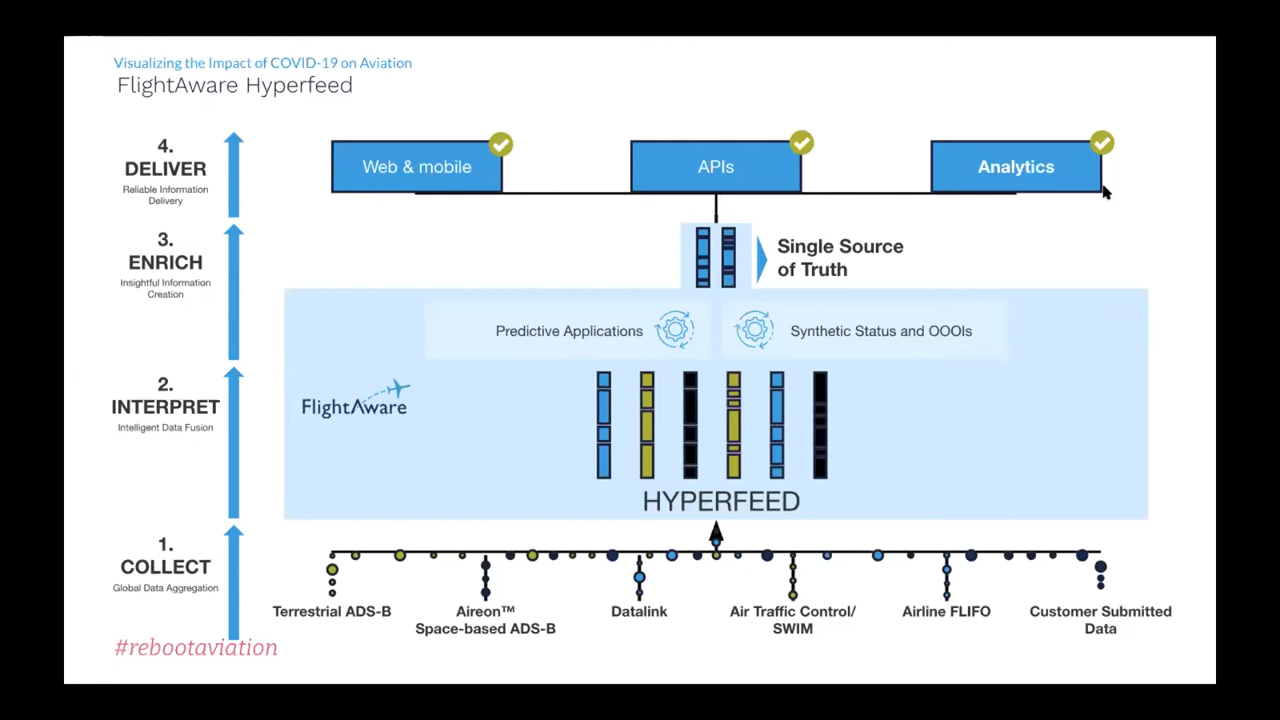 Visualizing the Impact of COVID-19 on Aviation
FlightAware Hyperfeed
4.
DELIVER
Reliable Information
Delivery
Web & mobile
APIs
Analytics
3.
ENRICH
Insightful Information
Creation
Single Source
of Truth
Predictive Applications
Synthetic Status and OOOIs
2.
INTERPRET
Intelligent Data Fusion
FlightAware
HYPERFEED
1.
COLLECT
Global Data Aggregation
Terrestrial ADS-B
Aireon™
Space-based ADS-B
Datalink
Air Traffic Control/
SWIM
Airline FLIFO
Customer Submitted
Data
#rebootaviation